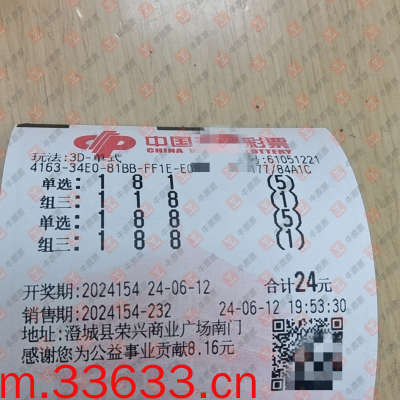 中国 彩票
CHINA TTERY
玩法:3D-单式 :61051221
4163-34E0-81BB-FF1E-E0 177/84A1C
单选: 1 8 1 (5)
组三: 1 1 8 (1)
单选: 1 8 8 (5)
组三: 1 8 8 (1)
开奖期: 2024154 24-06-12 合计24元
销售期: 2024154-232 24-06-12 19:53:30
地址: 澄城县荣兴商业广场南门
感谢您为公益事业贡献8.16元
m.33633.cn